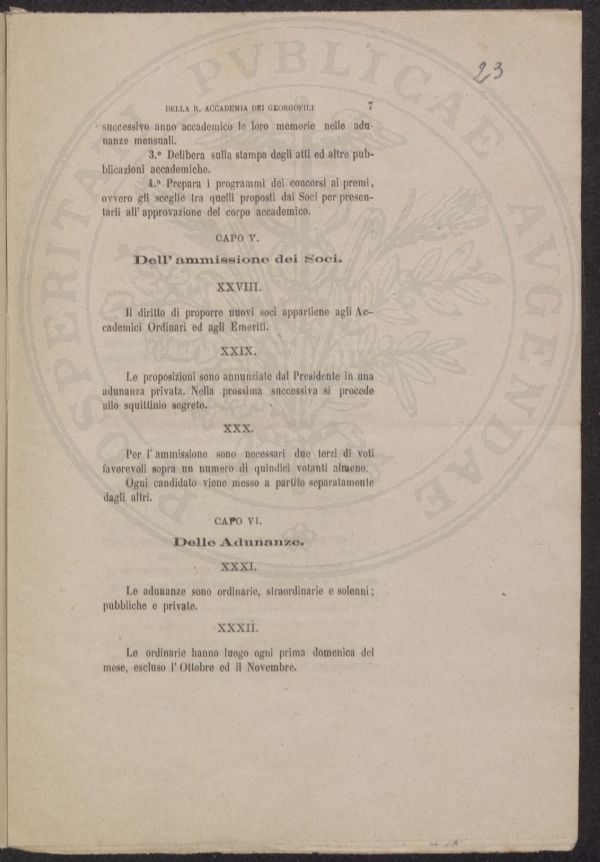 23
DELLA R. ACCADEMIA DEI GEORGOFILI 7
successivo anno accademico le loro memorie nelle adu-
nanze mensuali.
3.º Delibera sulla stampa degli atti ed altre pub-
blicazioni accademiche.
4.º Prepara i programmi dei concorsi ai premi,
ovvero gli sceglie tra quelli proposti dai Soci per presen-
tarli all' approvazione del corpo accademico.
CAPO V.
Dell' ammissione dei Soci.
XXVIII.
Il diritto di proporre nuovi soci appartiene agli Ac-
cademici Ordinari ed agli Emeriti.
XXIX.
Le proposizioni sono annunziate dal Presidente in una
adunanza privata. Nella prossima successiva si procede
allo squittinio segreto.
XXX.
Per l' ammissione sono necessari due terzi di voti
favorevoli sopra un numero di quindici votanti almeno.
Ogni candidato viene messo a partito separatamente
dagli altri.
CAPO VI.
Delle Adunanze.
XXXI.
Le adunanze sono ordinarie, straordinarie e solenni;
pubbliche e private.
XXXII.
Le ordinarie hanno luogo ogni prima domenica del
mese, escluso l' Ottobre ed il Novembre.
PROSPERITATI PVBLICAE AVGENDAE